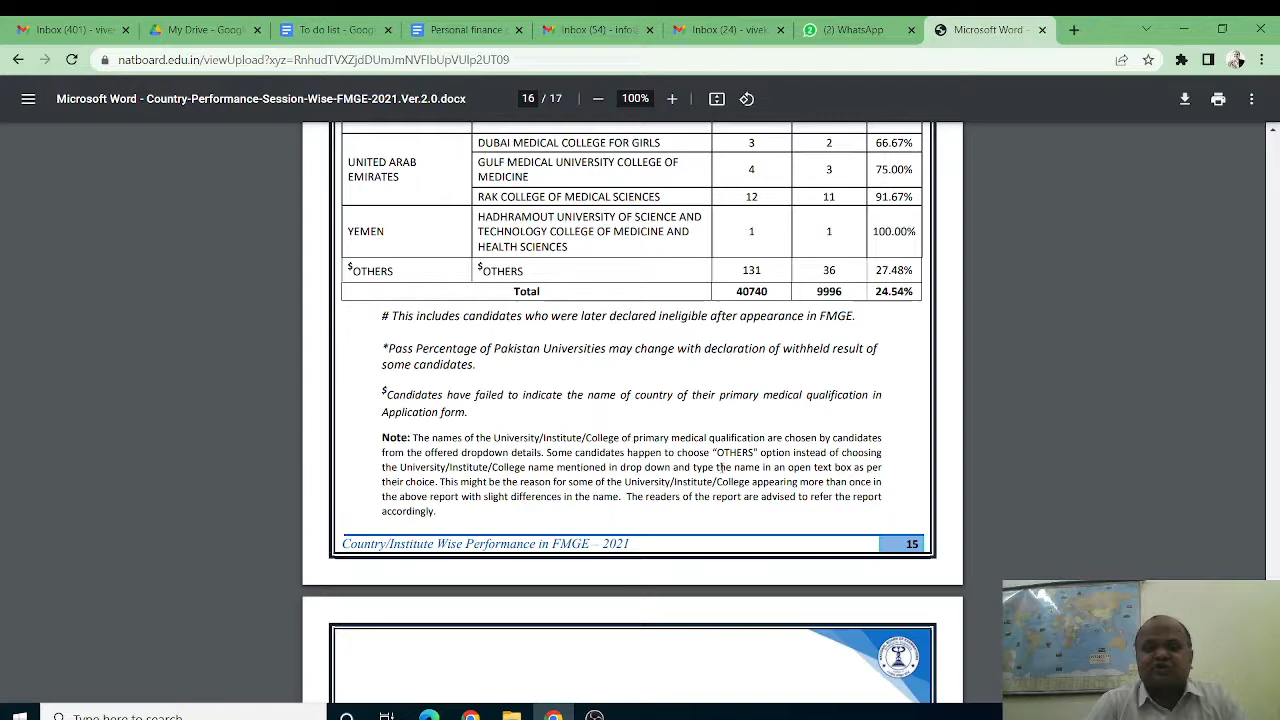 Inbox (401) - vive
My Drive - Googl
To do list - Googl
Personal finance
Inbox (54) - info
Inbox (24) - vivek
(2) WhatsApp
Microsoft Word -
natboard.edu.in/viewUpload?xyz=RnhudTVXZjdDUmJmNVFIbUpVUlp2UT09
Microsoft Word - Country-Performance-Session-Wise-FMGE-2021.Ver.2.0.docx
16 / 17
100%
UNITED ARAB
EMIRATES
DUBAI MEDICAL COLLEGE FOR GIRLS 3 2 66.67%
GULF MEDICAL UNIVERSITY COLLEGE OF
MEDICINE
4 3 75.00%
RAK COLLEGE OF MEDICAL SCIENCES 12 11 91.67%
YEMEN
HADHRAMOUT UNIVERSITY OF SCIENCE AND
TECHNOLOGY COLLEGE OF MEDICINE AND
HEALTH SCIENCES
1 1 100.00%
$OTHERS $OTHERS 131 36 27.48%
Total 40740 9996 24.54%
# This includes candidates who were later declared ineligible after appearance in FMGE.
*Pass Percentage of Pakistan Universities may change with declaration of withheld result of
some candidates.
$Candidates have failed to indicate the name of country of their primary medical qualification in
Application form.
Note: The names of the University/Institute/College of primary medical qualification are chosen by candidates
from the offered dropdown details. Some candidates happen to choose “OTHERS” option instead of choosing
the University/Institute/College name mentioned in drop down and type the name in an open text box as per
their choice. This might be the reason for some of the University/Institute/College appearing more than once in
the above report with slight differences in the name. The readers of the report are advised to refer the report
accordingly.
Country/Institute Wise Performance in FMGE – 2021 15
Type here to search